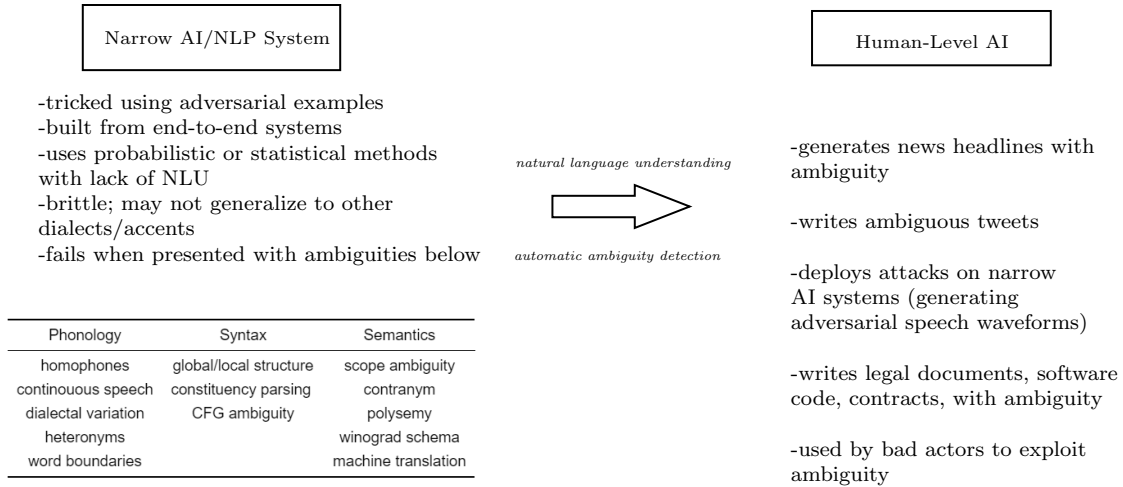 Narrow AI/NLP System
-tricked using adversarial examples
-built from end-to-end systems
-uses probabilistic or statistical methods
with lack of NLU
-brittle; may not generalize to other
dialects/accents
-fails when presented with ambiguities below
Phonology Syntax Semantics
homophones global/local structure scope ambiguity
continouous speech constituency parsing contranym
dialectal variation CFG ambiguity polysemy
heteronyms winograd schema
word boundaries machine translation
natural language understanding
automatic ambiguity detection
Human-Level AI
-generates news headlines with
ambiguity
-writes ambiguous tweets
-deploys attacks on narrow
AI systems (generating
adversarial speech waveforms)
-writes legal documents, software
code, contracts, with ambiguity
-used by bad actors to exploit
ambiguity